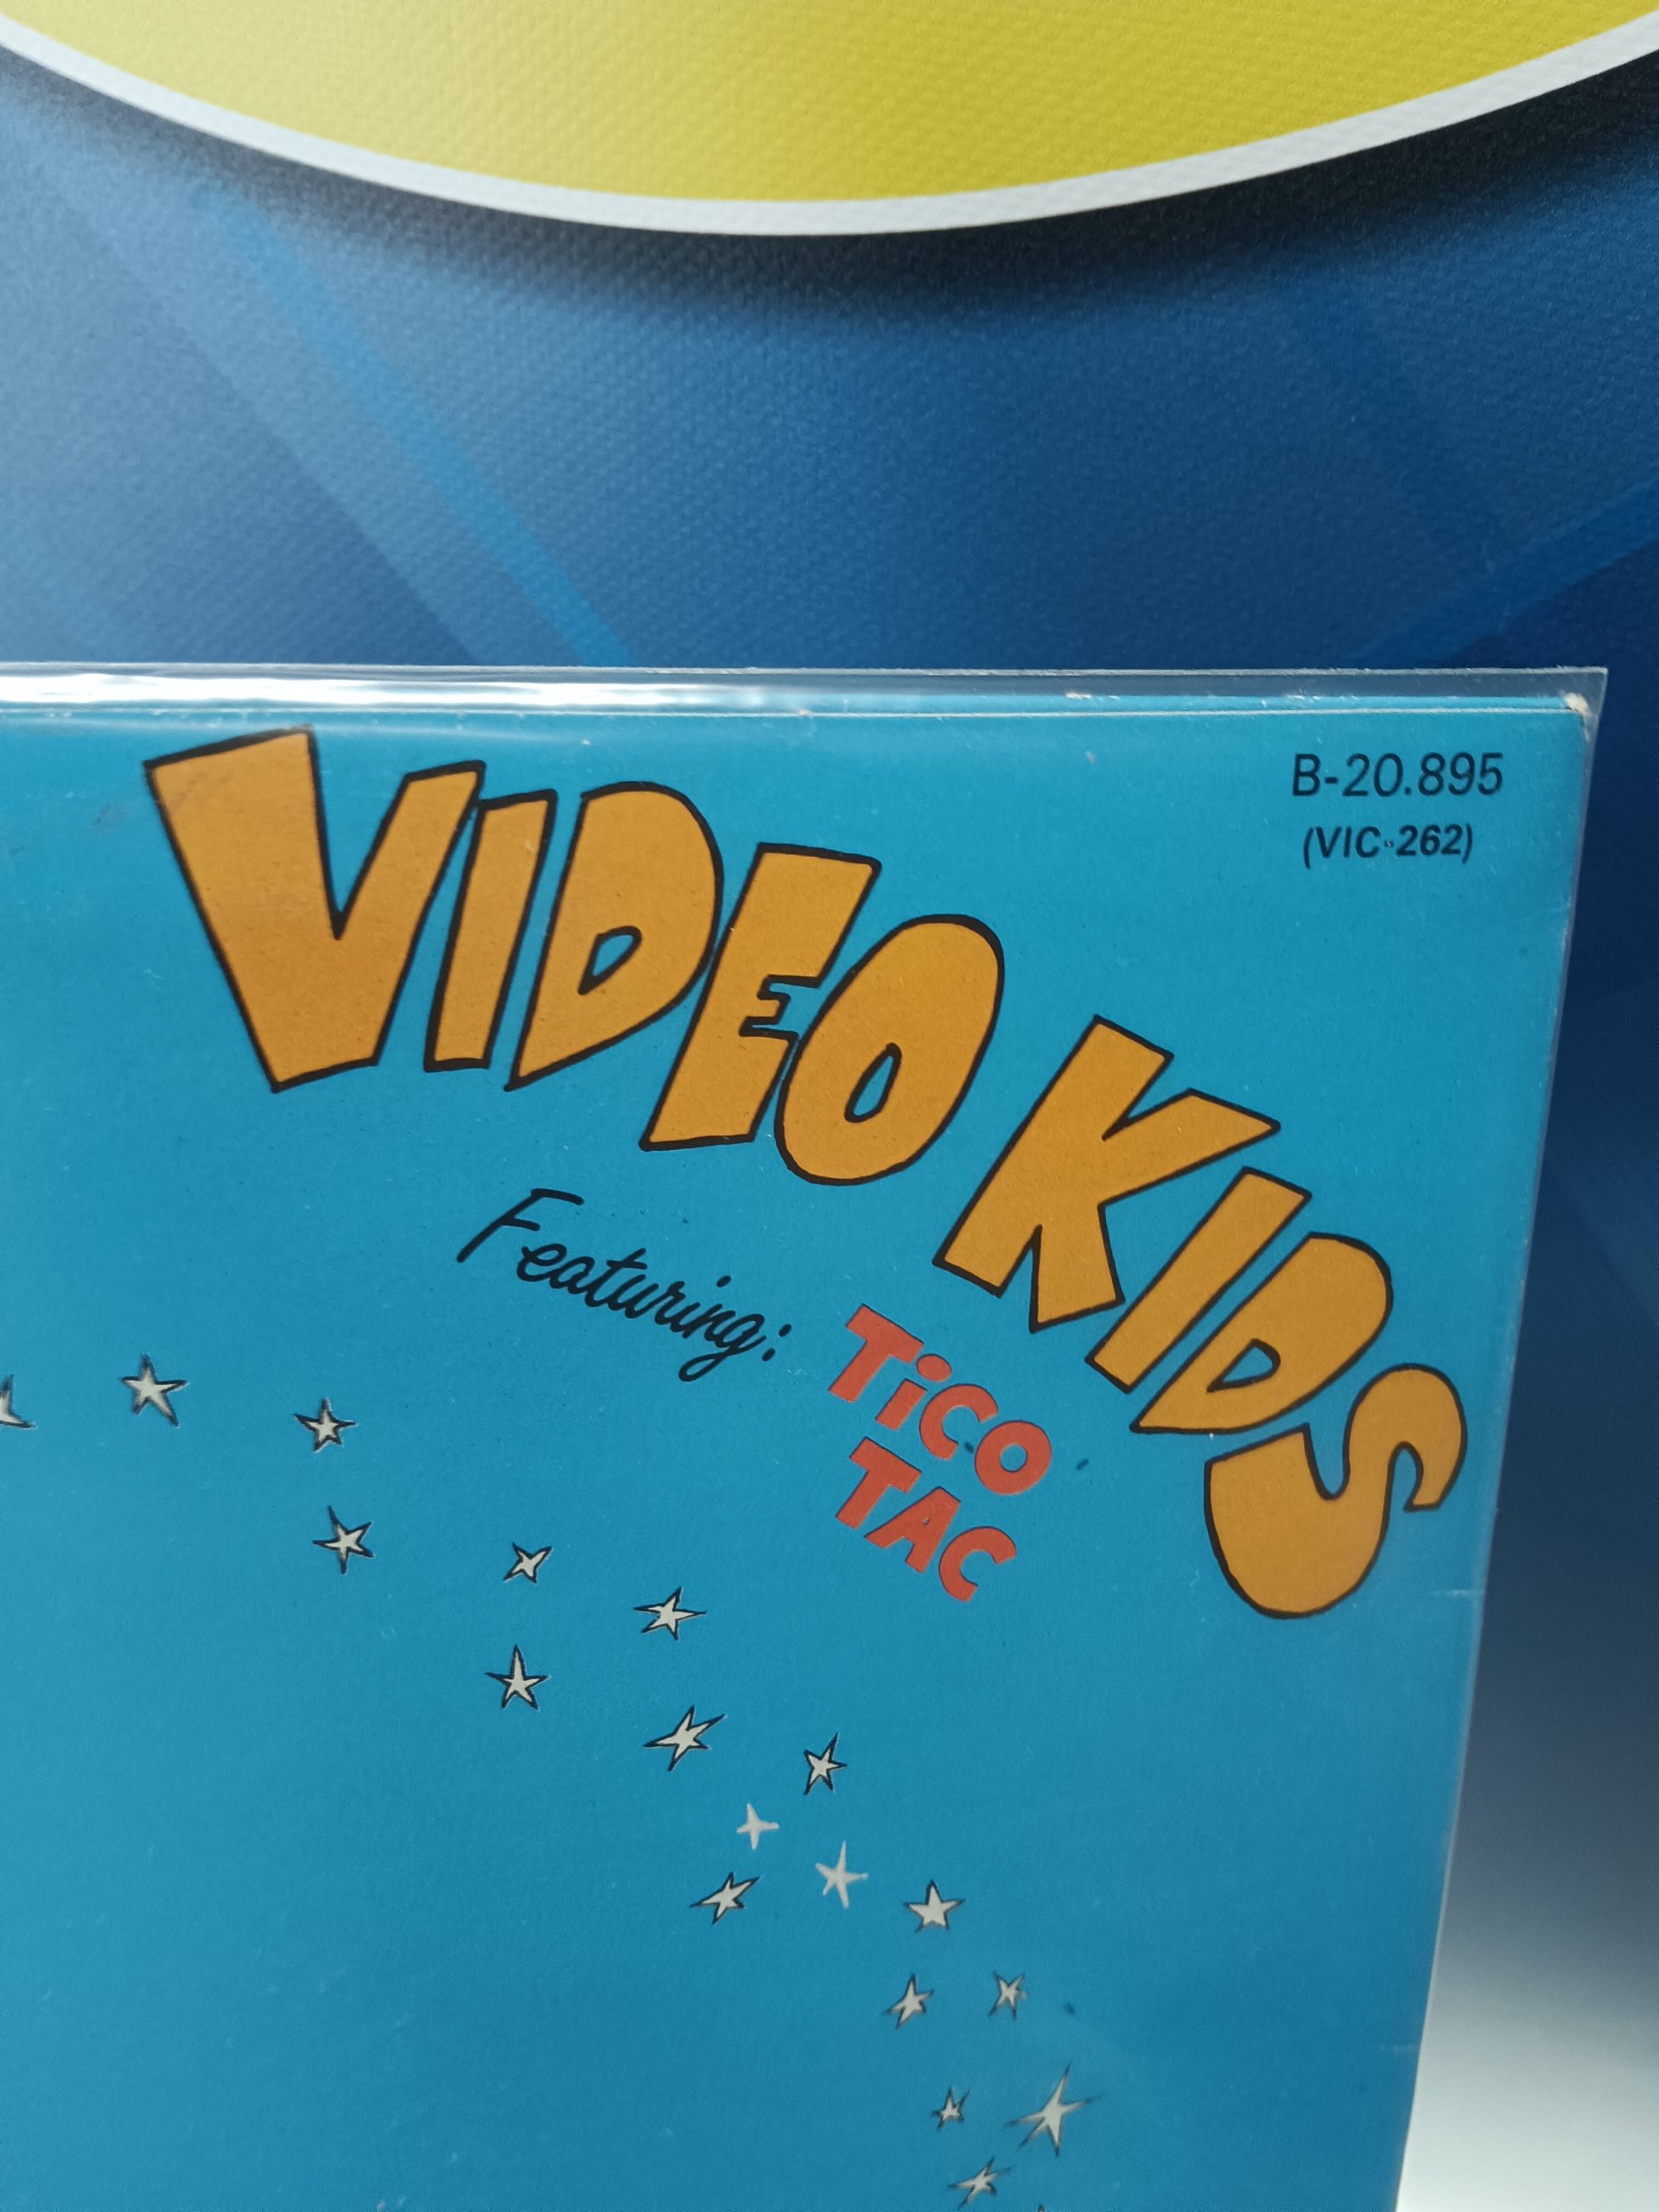 B-20.895
(VIC-262)
VIDEO KIDS
Featuring:
TiCO
TAC